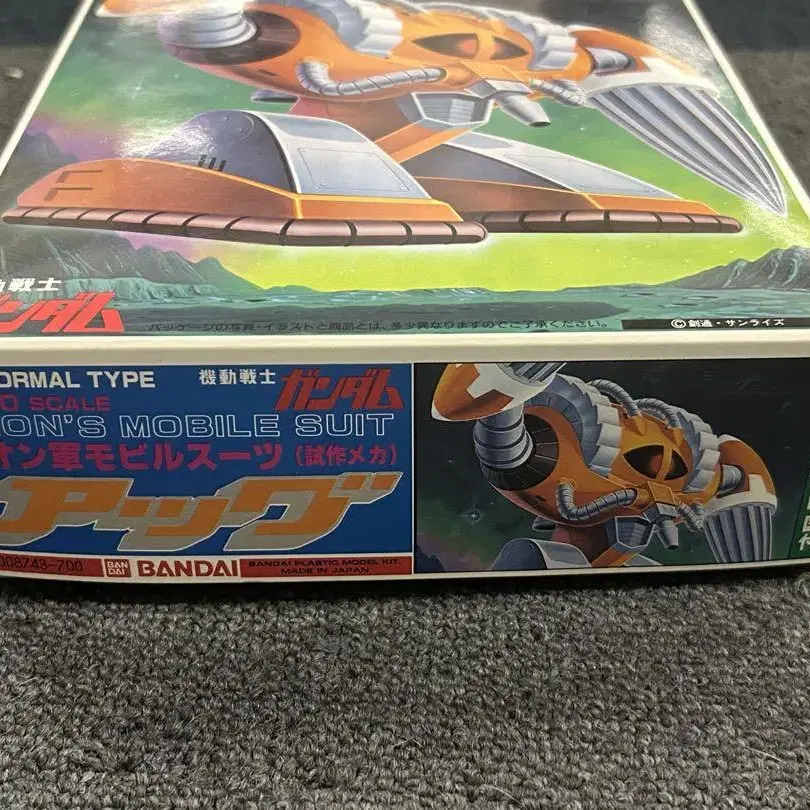 動戦士
ンダム
パッケージの写真・イラストと商品とは、多少異なりますのでご了承ください。
©創通・サンライズ
ORMAL TYPE
機動戦士 ガンダム
0 SCALE
ON'S MOBILE SUIT
オン軍モビルスーツ (試作メカ)
アッグ
008749-700
BAN DAI BANDAI
BANDAI PLASTIC MODEL KIT.
MADE IN JAPAN